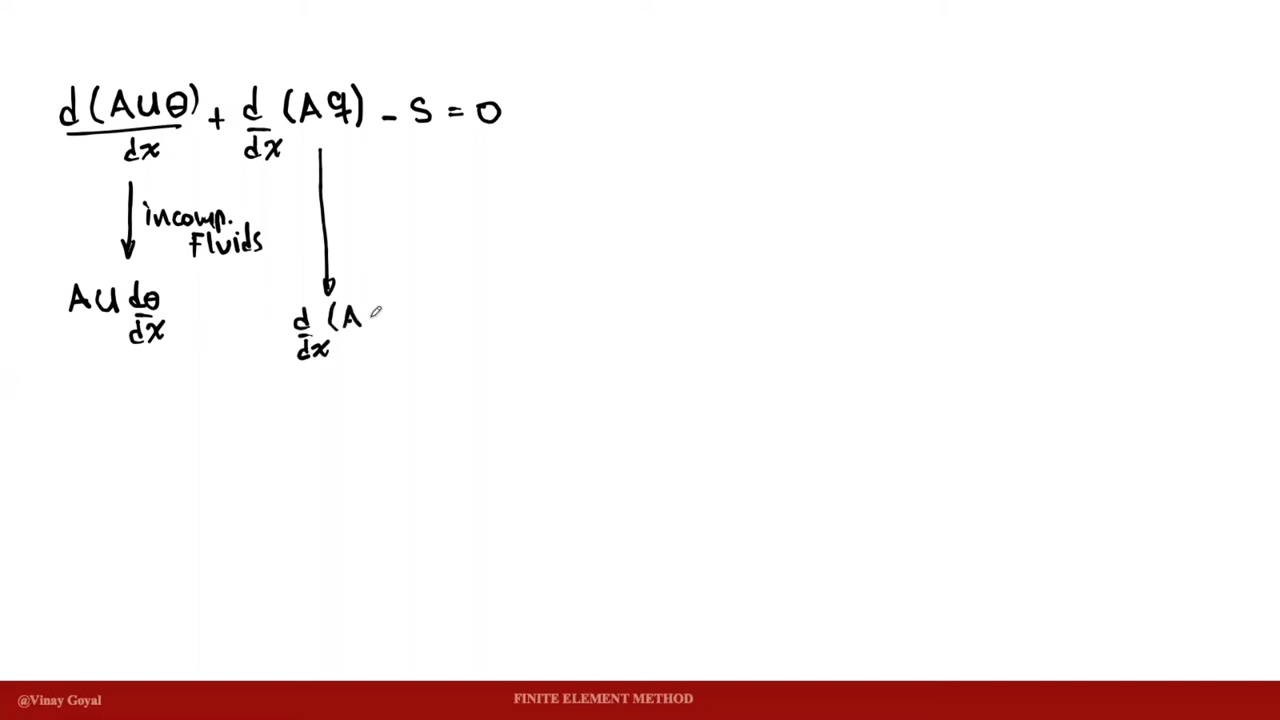 d(Auθ)/dx + d/dx (Aq) - S = 0
incomp.
Fluids
Au dθ/dx
d/dx (A
@Vinay Goyal
FINITE ELEMENT METHOD